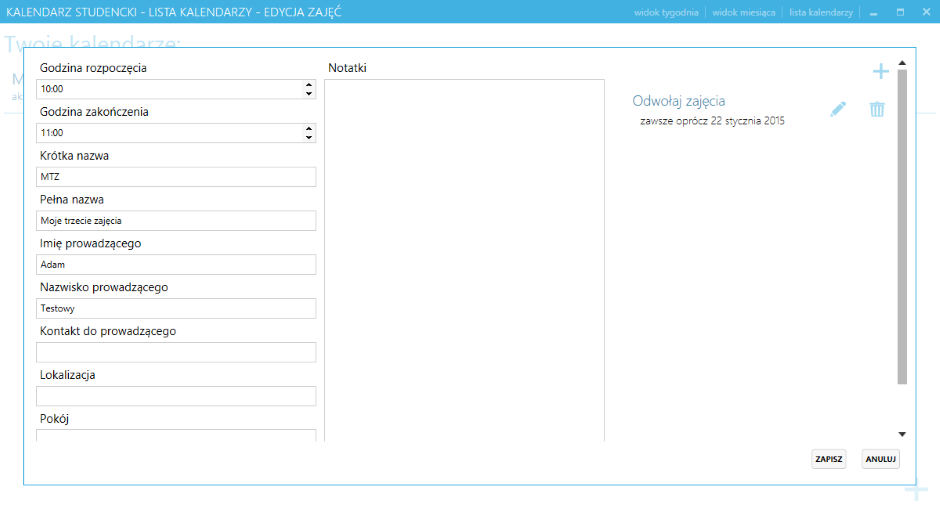 KALENDARZ STUDENCKI - LISTA KALENDARZY - EDYCJA ZAJĘĆ
widok tygodnia
widok miesiąca
lista kalendarzy
Twoje kalendarze:
M
ak
Godzina rozpoczęcia
10:00
Godzina zakończenia
11:00
Krótka nazwa
MTZ
Pełna nazwa
Moje trzecie zajęcia
Imię prowadzącego
Adam
Nazwisko prowadzącego
Testowy
Kontakt do prowadzącego
Lokalizacja
Pokój
Notatki
Odwołaj zajęcia
zawsze oprócz 22 stycznia 2015
ZAPISZ
ANULUJ